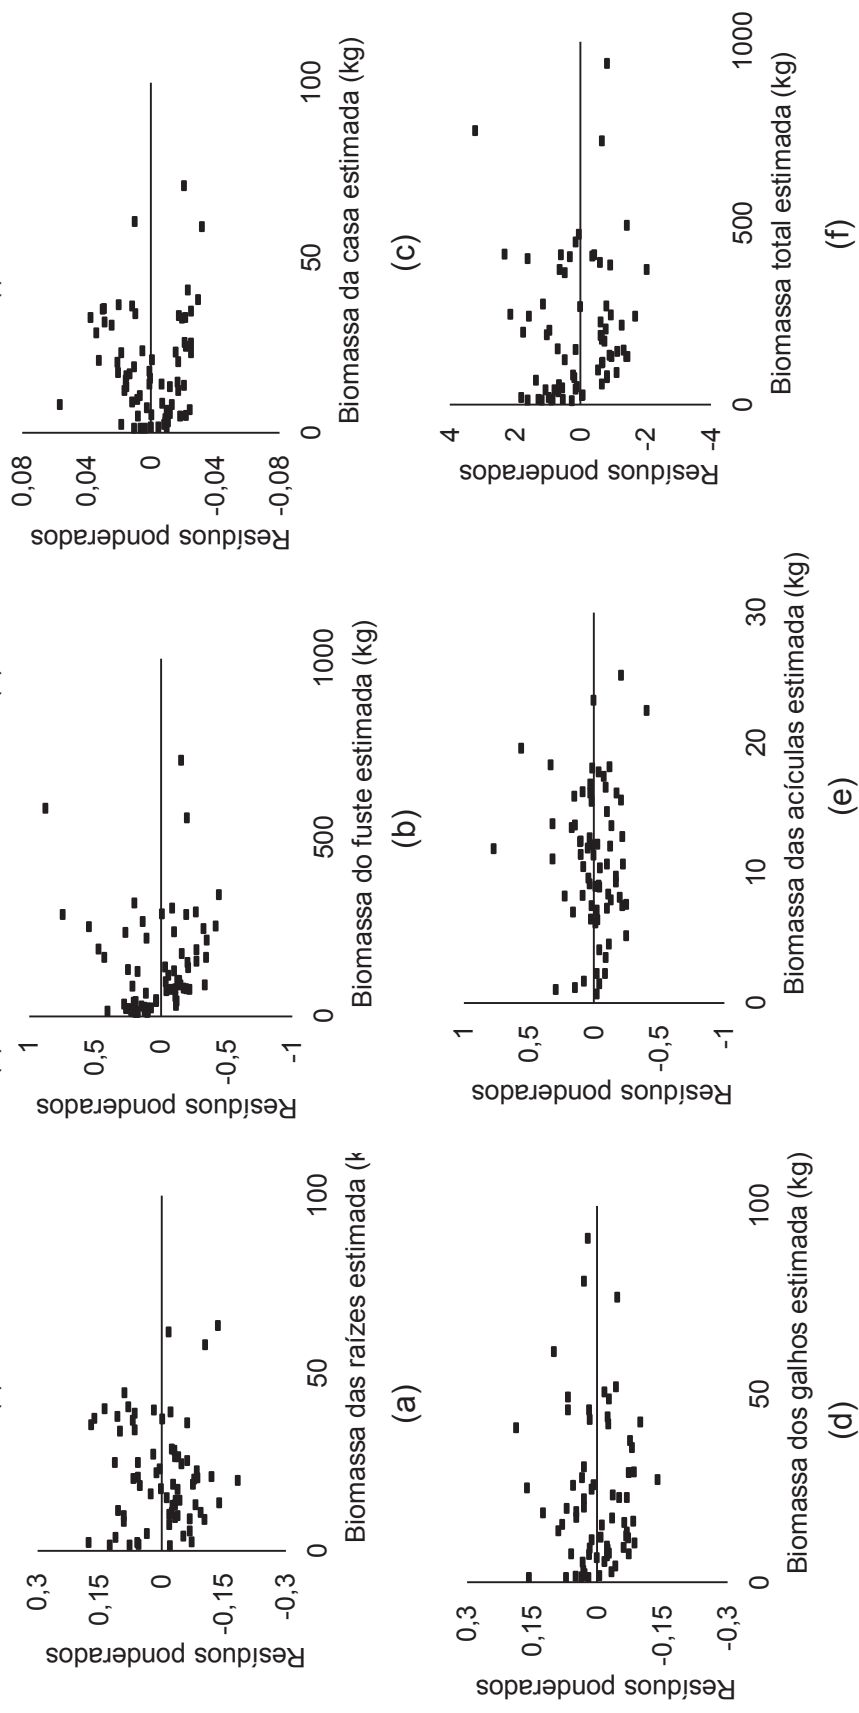 Resíduos ponderados
0,3
0,15
0
-0,15
-0,3
0 50 100
Biomassa das raízes estimada (k
(a)
Resíduos ponderados
1
0,5
0
-0,5
-1
0 500 1000
Biomassa do fuste estimada (kg)
(b)
Resíduos ponderados
0,08
0,04
0
-0,04
-0,08
0 50 100
Biomassa da casa estimada (kg)
(c)
Resíduos ponderados
0,3
0,15
0
-0,15
-0,3
0 50 100
Biomassa dos galhos estimada (kg)
(d)
Resíduos ponderados
1
0,5
0
-0,5
-1
0 10 20 30
Biomassa das acículas estimada (kg)
(e)
Resíduos ponderados
4
2
0
-2
-4
0 500 1000
Biomassa total estimada (kg)
(f)